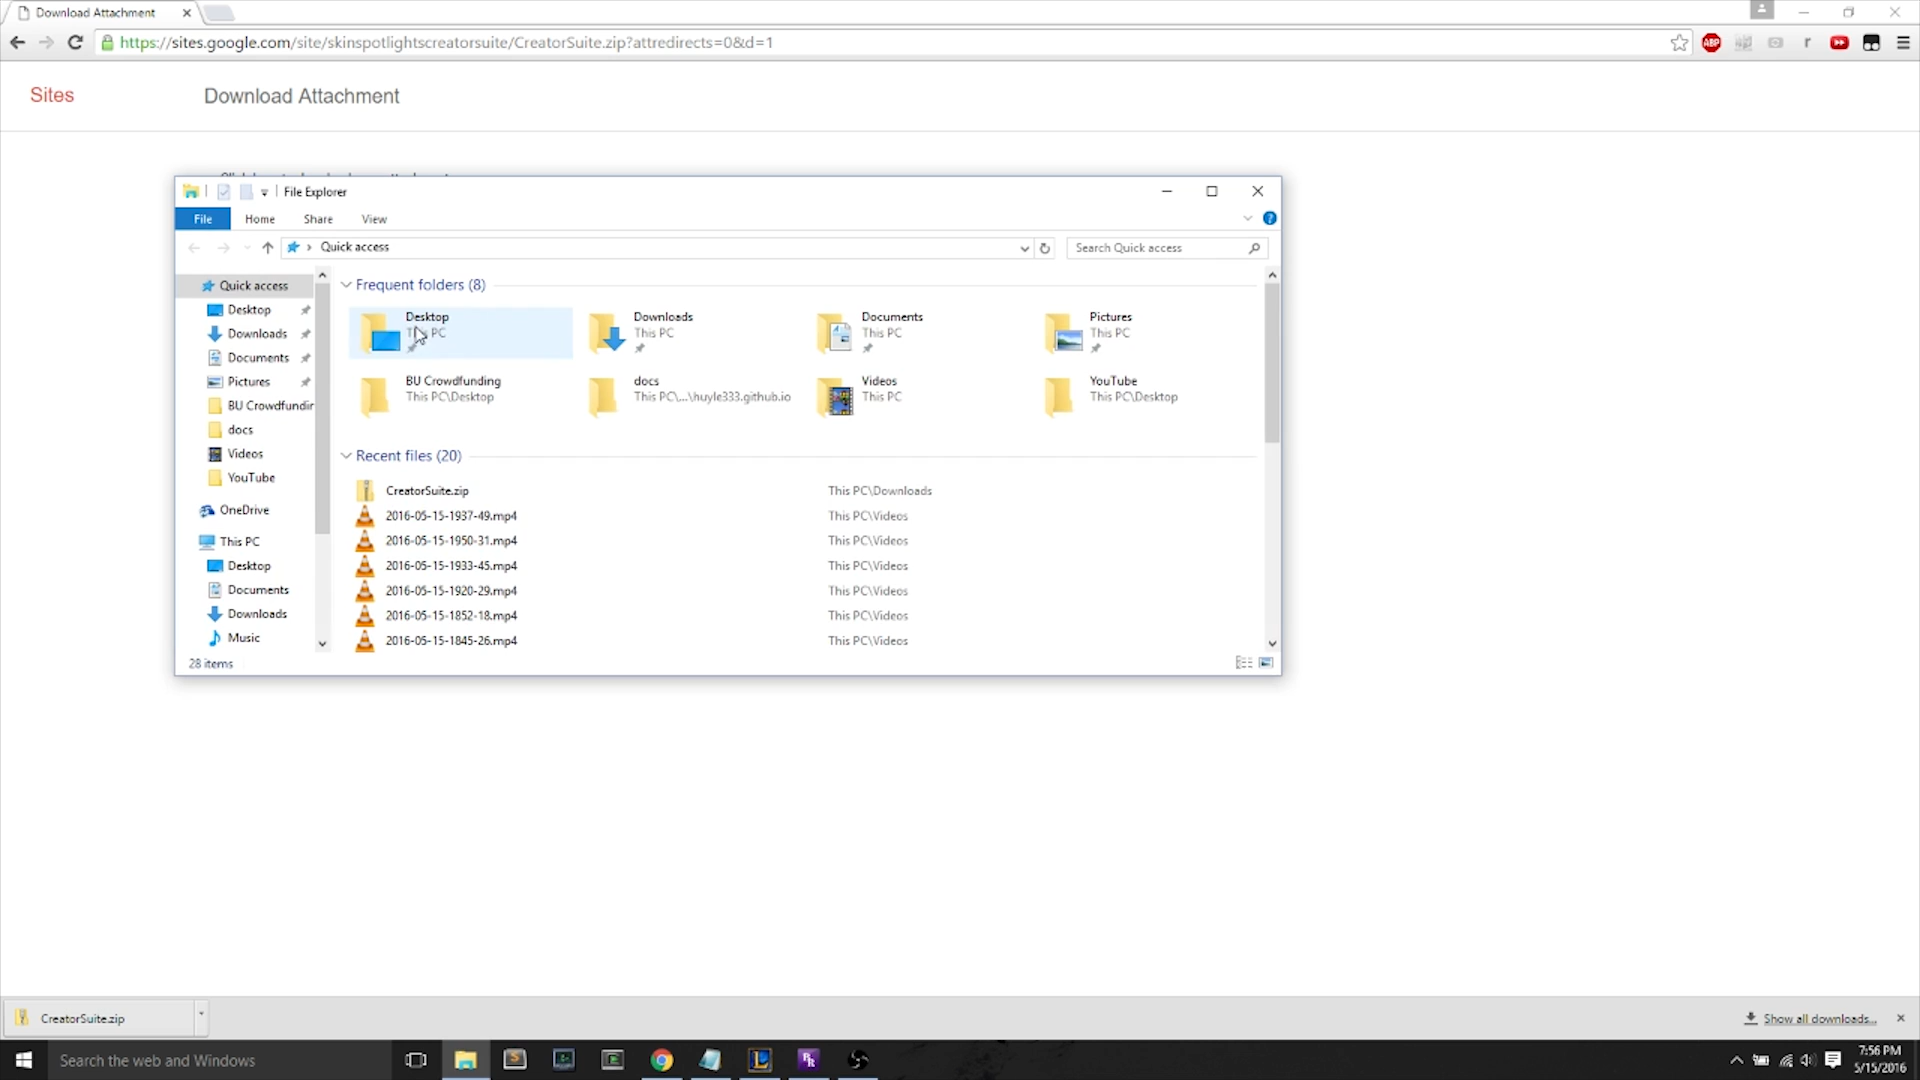 Download Attachment
https://sites.google.com/site/skinspotlightscreatorsuite/CreatorSuite.zip?attredirects=0&d=1
ABP
r
Sites
Download Attachment
File Explorer
File
Home
Share
View
Quick access
Search Quick access
Quick access
Desktop
Downloads
Documents
Pictures
BU Crowdfundin
docs
Videos
YouTube
OneDrive
This PC
Desktop
Documents
Downloads
Music
28 items
Frequent folders (8)
Desktop
This PC
Downloads
This PC
Documents
This PC
Pictures
This PC
BU Crowdfunding
This PC\Desktop
docs
This PC\...\huyle333.github.io
Videos
This PC
YouTube
This PC\Desktop
Recent files (20)
CreatorSuite.zip This PC\Downloads
2016-05-15-1937-49.mp4 This PC\Videos
2016-05-15-1950-31.mp4 This PC\Videos
2016-05-15-1933-45.mp4 This PC\Videos
2016-05-15-1920-29.mp4 This PC\Videos
2016-05-15-1852-18.mp4 This PC\Videos
2016-05-15-1845-26.mp4 This PC\Videos
CreatorSuite.zip
Show all downloads...
Search the web and Windows
7:56 PM
5/15/2016